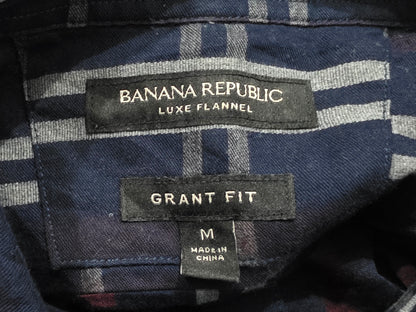 BANANA REPUBLIC
LUXE FLANNEL
GRANT FIT
M
MADE IN
CHINA